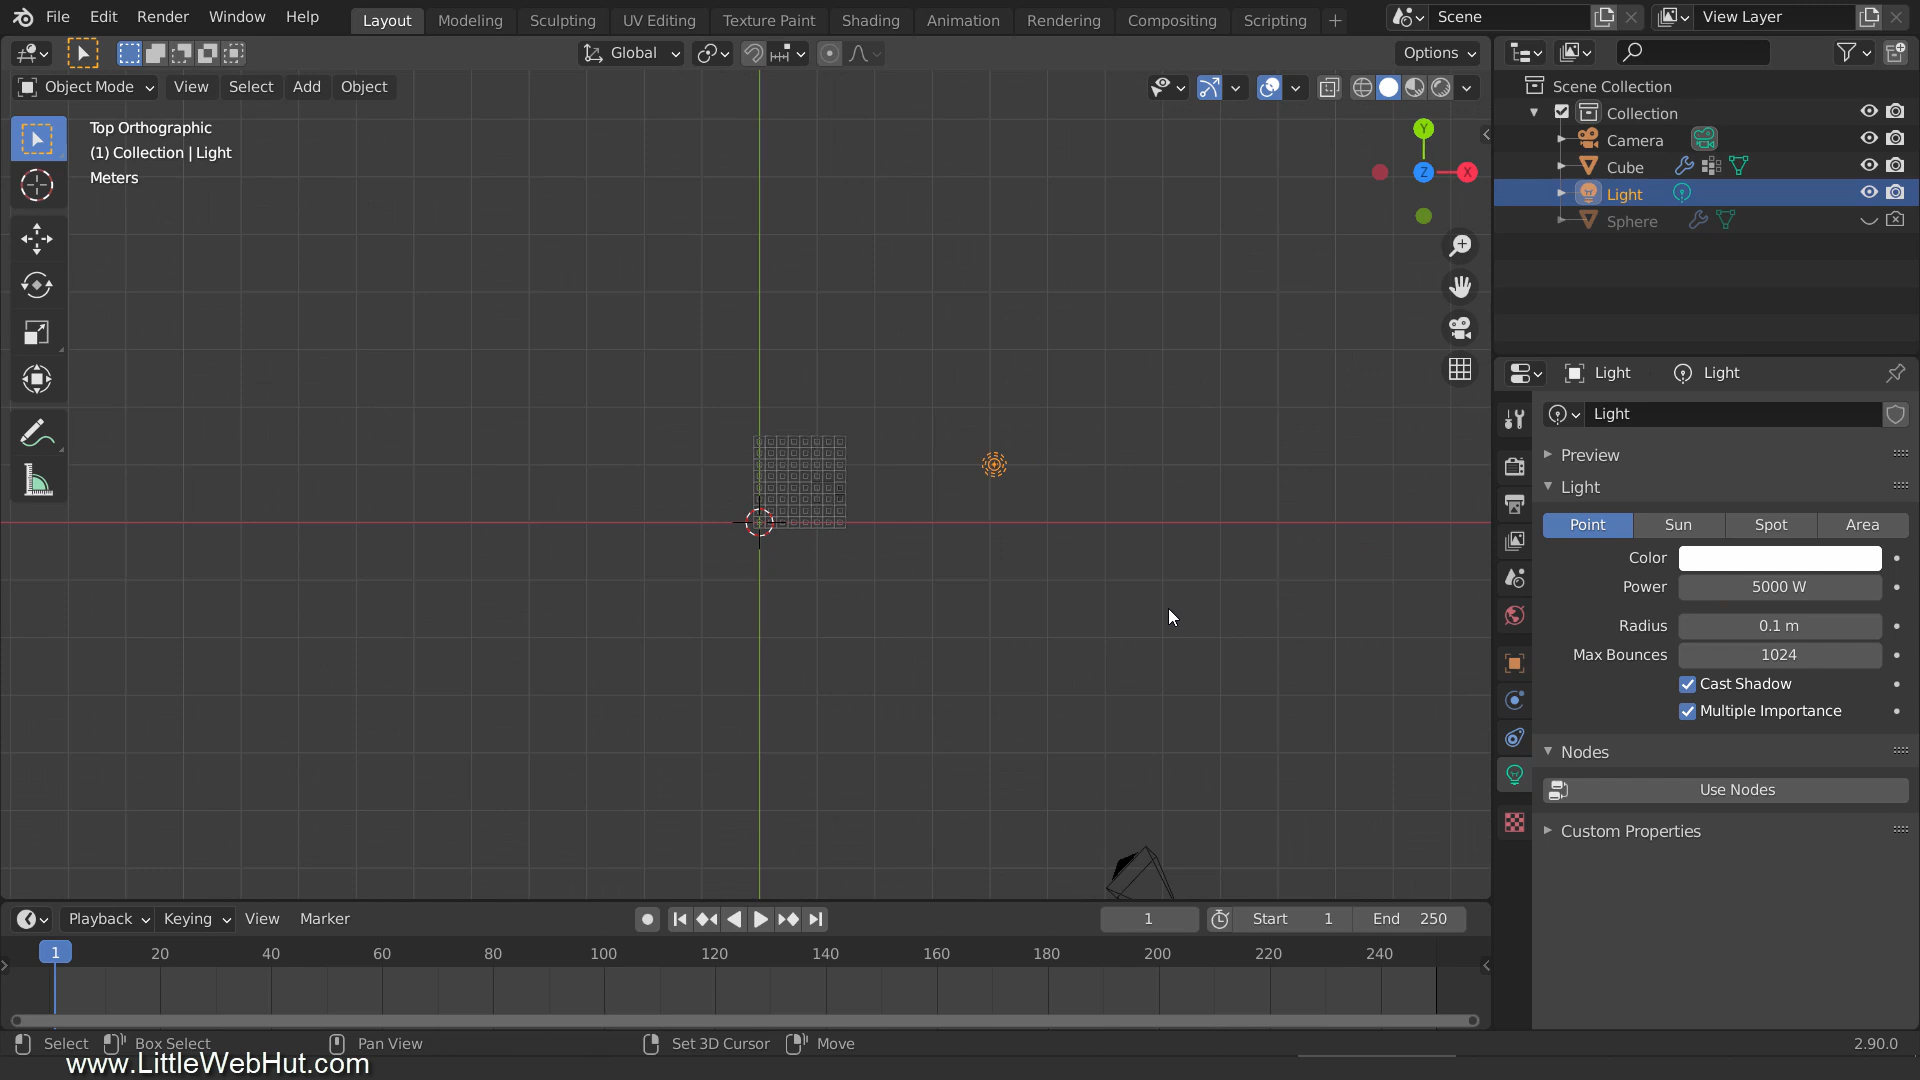 File Edit Render Window Help Layout Modeling Sculpting UV Editing Texture Paint Shading Animation Rendering Compositing Scripting + Scene View Layer
Global Options
Object Mode View Select Add Object
Top Orthographic
(1) Collection | Light
Meters
Y
Z X
Scene Collection
Collection
Camera
Cube
Light
Sphere
Light Light
Light
Preview
Light
Point Sun Spot Area
Color
Power 5000 W
Radius 0.1 m
Max Bounces 1024
Cast Shadow
Multiple Importance
Nodes
Use Nodes
Custom Properties
Playback Keying View Marker 1 Start 1 End 250
1 20 40 60 80 100 120 140 160 180 200 220 240
Select Box Select Pan View Set 3D Cursor Move 2.90.0
www.LittleWebHut.com